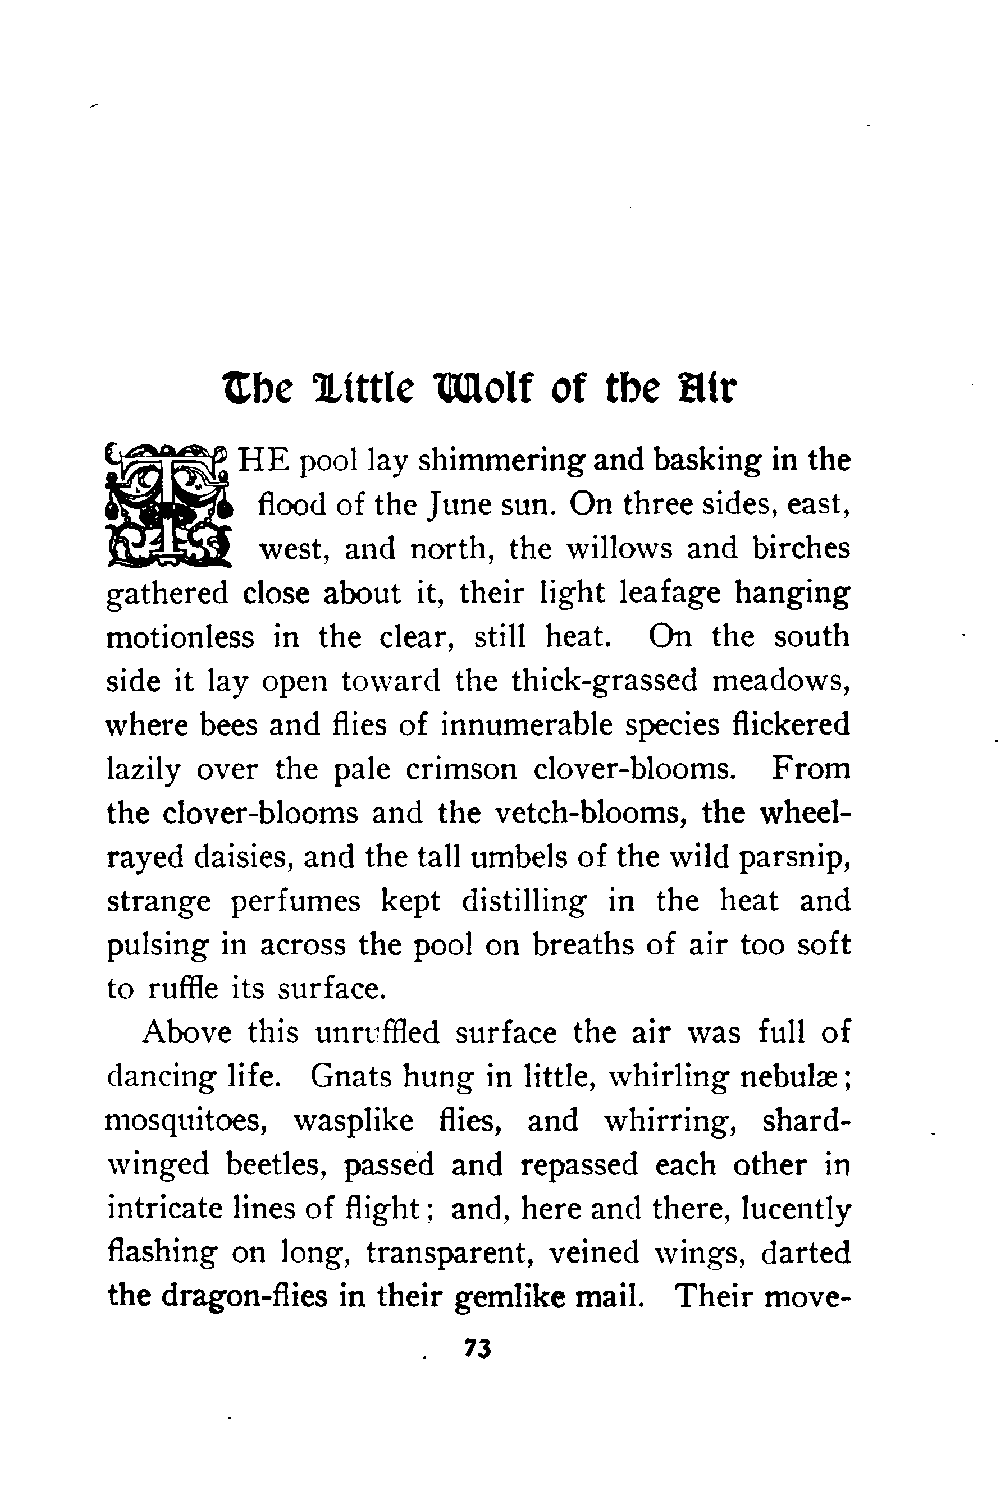 The Little Wolf of the Air
THE pool lay shimmering and basking in the
flood of the June sun. On three sides, east,
west, and north, the willows and birches
gathered close about it, their light leafage hanging
motionless in the clear, still heat. On the south
side it lay open toward the thick-grassed meadows,
where bees and flies of innumerable species flickered
lazily over the pale crimson clover-blooms. From
the clover-blooms and the vetch-blooms, the wheel-
rayed daisies, and the tall umbels of the wild parsnip,
strange perfumes kept distilling in the heat and
pulsing in across the pool on breaths of air too soft
to ruffle its surface.
Above this unruffled surface the air was full of
dancing life. Gnats hung in little, whirling nebulæ;
mosquitoes, wasplike flies, and whirring, shard-
winged beetles, passed and repassed each other in
intricate lines of flight; and, here and there, lucently
flashing on long, transparent, veined wings, darted
the dragon-flies in their gemlike mail. Their move-
73